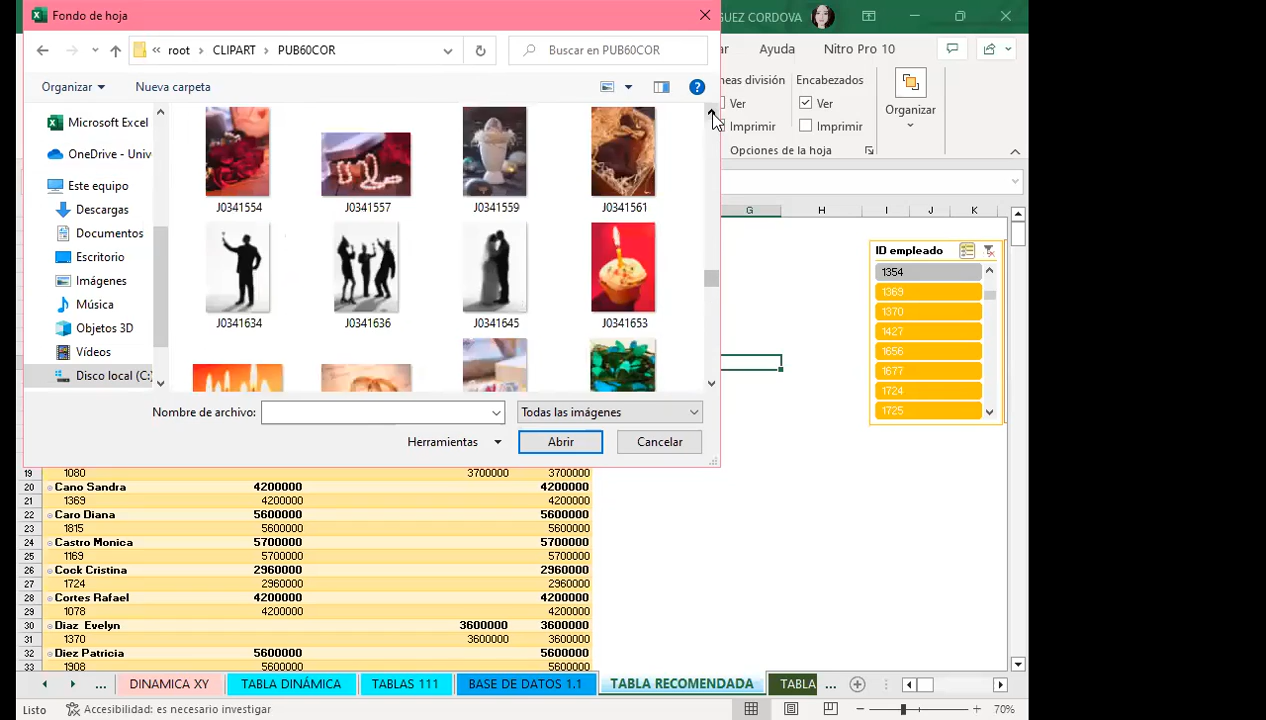 Fondo de hoja
GUEZ CORDOVA
root CLIPART PUB60COR
Buscar en PUB60COR
Ayuda Nitro Pro 10
Organizar Nueva carpeta
Encabezados
Ver Ver
Imprimir Imprimir
Organizar
Opciones de la hoja
Microsoft Excel
OneDrive - Univ
Este equipo
Descargas
Documentos
Escritorio
Imágenes
Música
Objetos 3D
Vídeos
Disco local (C:)
J0341554 J0341557 J0341559 J0341561
J0341634 J0341636 J0341645 J0341653
Nombre de archivo: Todas las imágenes
Herramientas Abrir Cancelar
G H I J K
ID empleado
1354
1369
1370
1427
1656
1677
1724
1725
19 1080 3700000 3700000
20 Cano Sandra 4200000 4200000
21 1369 4200000 4200000
22 Caro Diana 5600000 5600000
23 1815 5600000 5600000
24 Castro Monica 5700000 5700000
25 1169 5700000 5700000
26 Cock Cristina 2960000 2960000
27 1724 2960000 2960000
28 Cortes Rafael 4200000 4200000
29 1078 4200000 4200000
30 Diaz Evelyn 3600000 3600000
31 1370 3600000 3600000
32 Diez Patricia 5600000 5600000
33 1908 5600000 5600000
... DINAMICA XY TABLA DINÁMICA TABLAS 111 BASE DE DATOS 1.1 TABLA RECOMENDADA TABLA ...
Listo Accesibilidad: es necesario investigar 70%